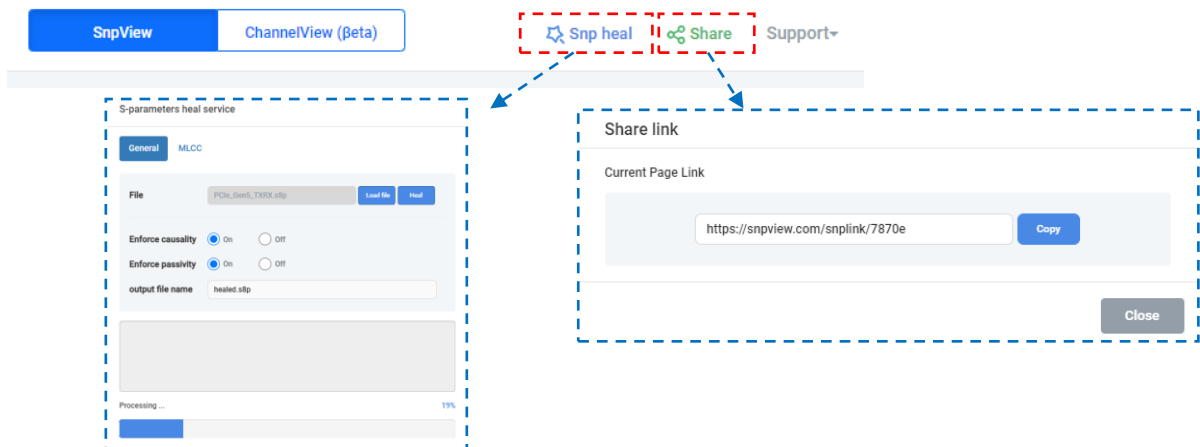 SnpView ChannelView (βeta) Snp heal Share Support
S-parameters heal service
General MLCC
File PCIe_Gen5_TXRX.s8p Load file Heal
Enforce causality On Off
Enforce passivity On Off
output file name healed.s8p
Processing ... 19%
Share link
Current Page Link
https://snpview.com/snplink/7870e Copy
Close